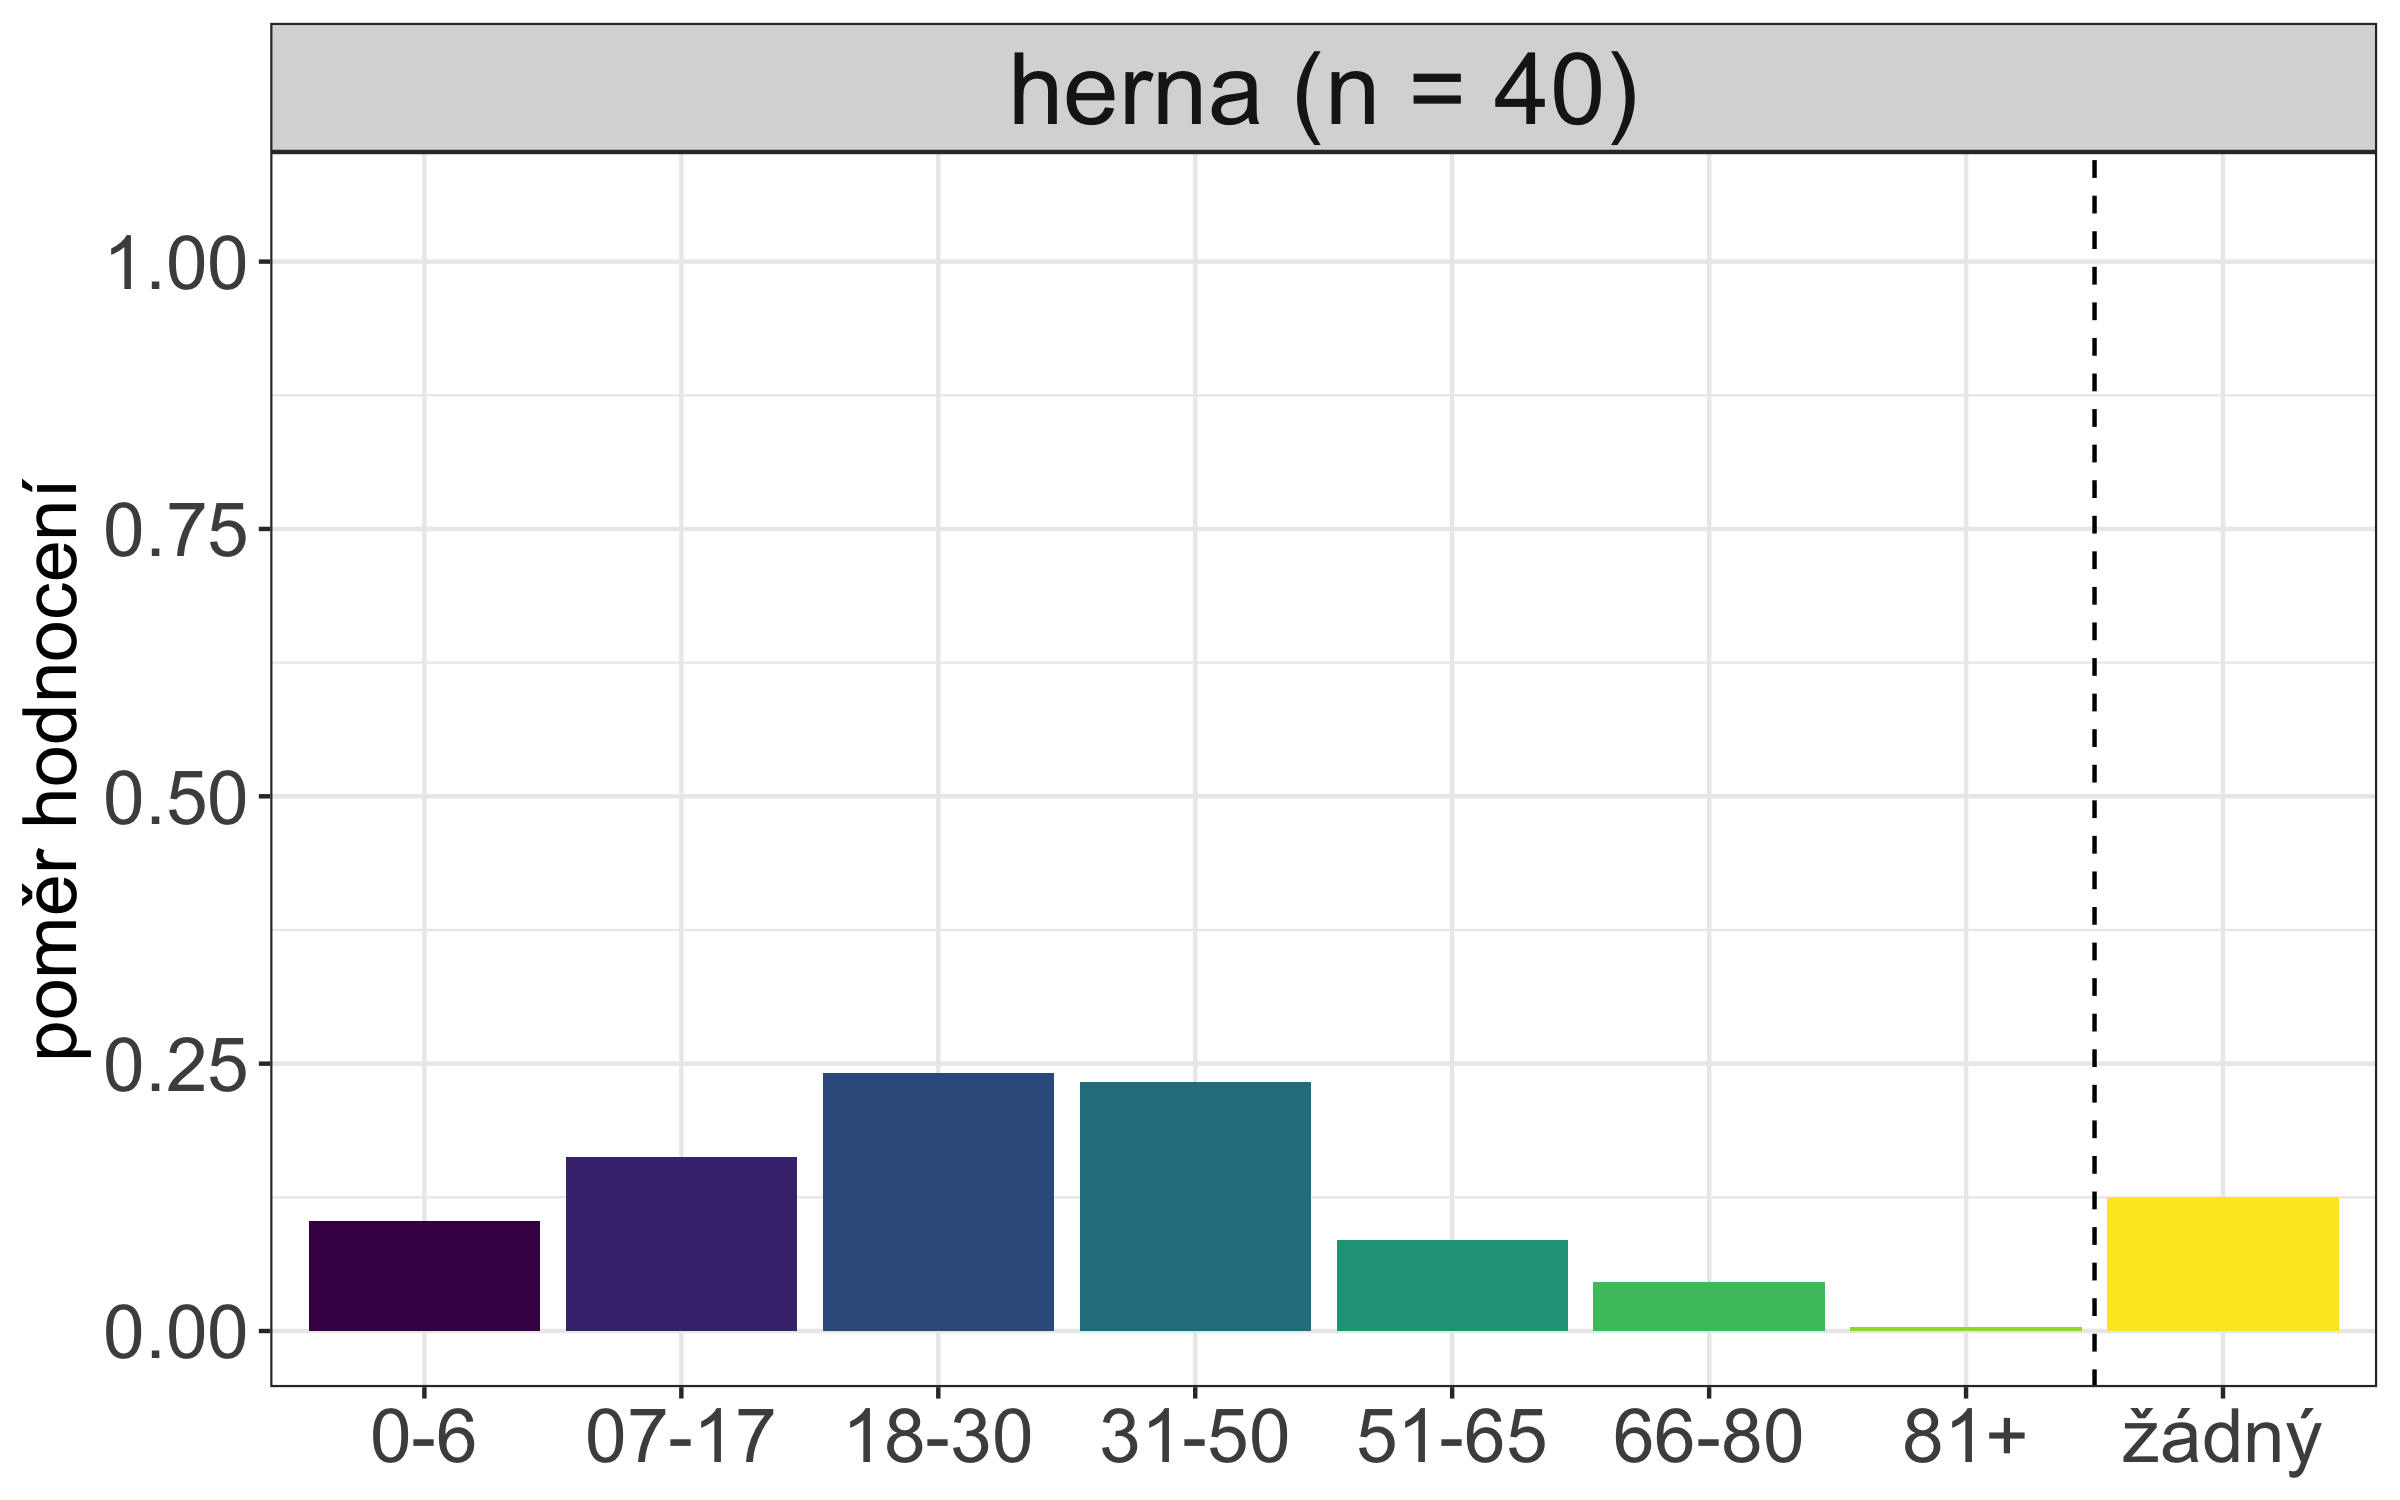 herna (n = 40)
poměr hodnocení
1.00
0.75
0.50
0.25
0.00
0-6 07-17 18-30 31-50 51-65 66-80 81+ žádný